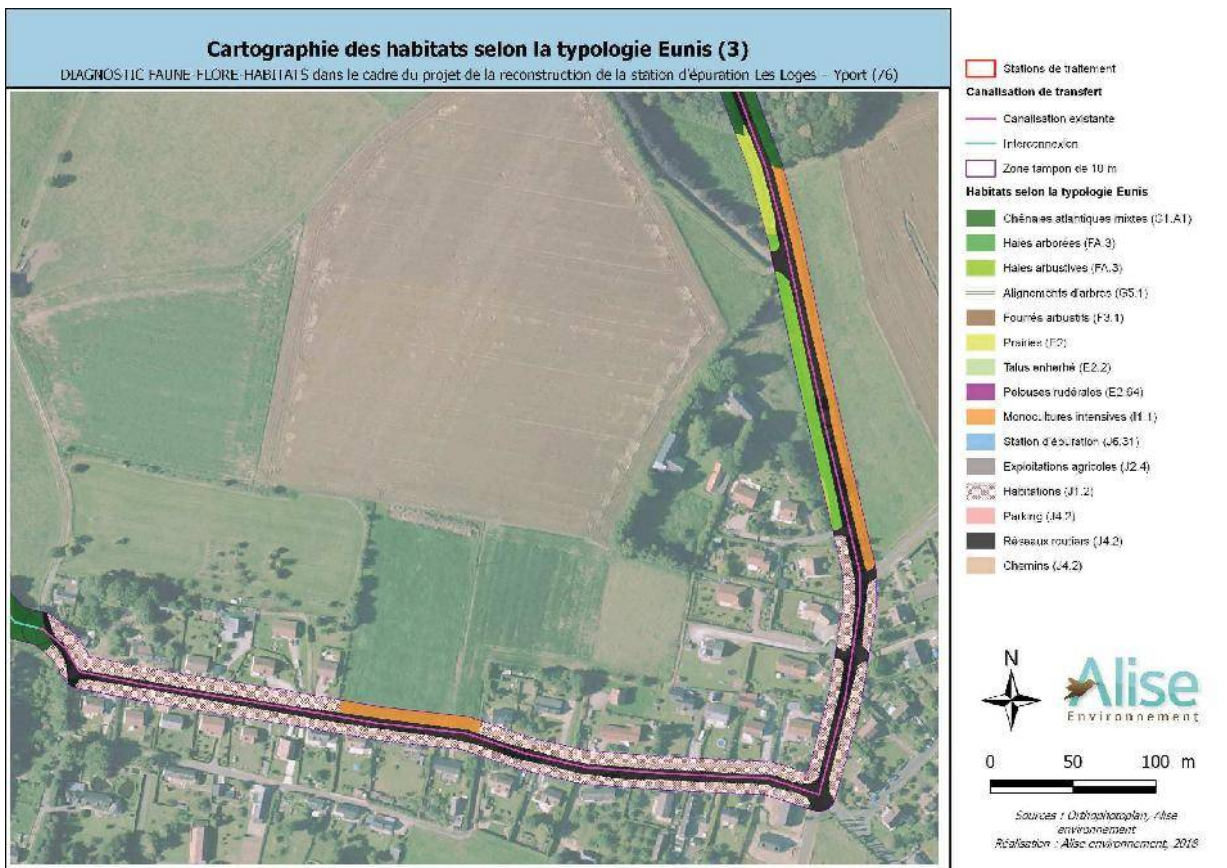 Cartographie des habitats selon la typologie Eunis (3)
DIAGNOSTIC FAUNE-FLORE-HABITATS dans le cadre du projet de la reconstruction de la station d'épuration Les Loges - Yport (76)
Stations de traitement
Canalisation de transfert
Canalisation existante
Interconnexion
Zone tampon de 10 m
Habitats selon la typologie Eunis
Chênaies atlantiques mixtes (G1.A1)
Haies arborées (FA.3)
Haies arbustives (FA.3)
Alignements d'arbres (G5.1)
Fourrés arbustifs (F3.1)
Prairies (E2)
Talus enherbé (E2.2)
Pelouses rudérales (E2.64)
Monocultures intensives (I1.1)
Station d'épuration (J6.31)
Exploitations agricoles (J2.4)
Habitations (J1.2)
Parking (J4.2)
Réseaux routiers (J4.2)
Chemins (J4.2)
N
Alise
Environnement
0 50 100 m
Sources : Orthophotoplan, Alise
environnement
Réalisation : Alise environnement, 2018